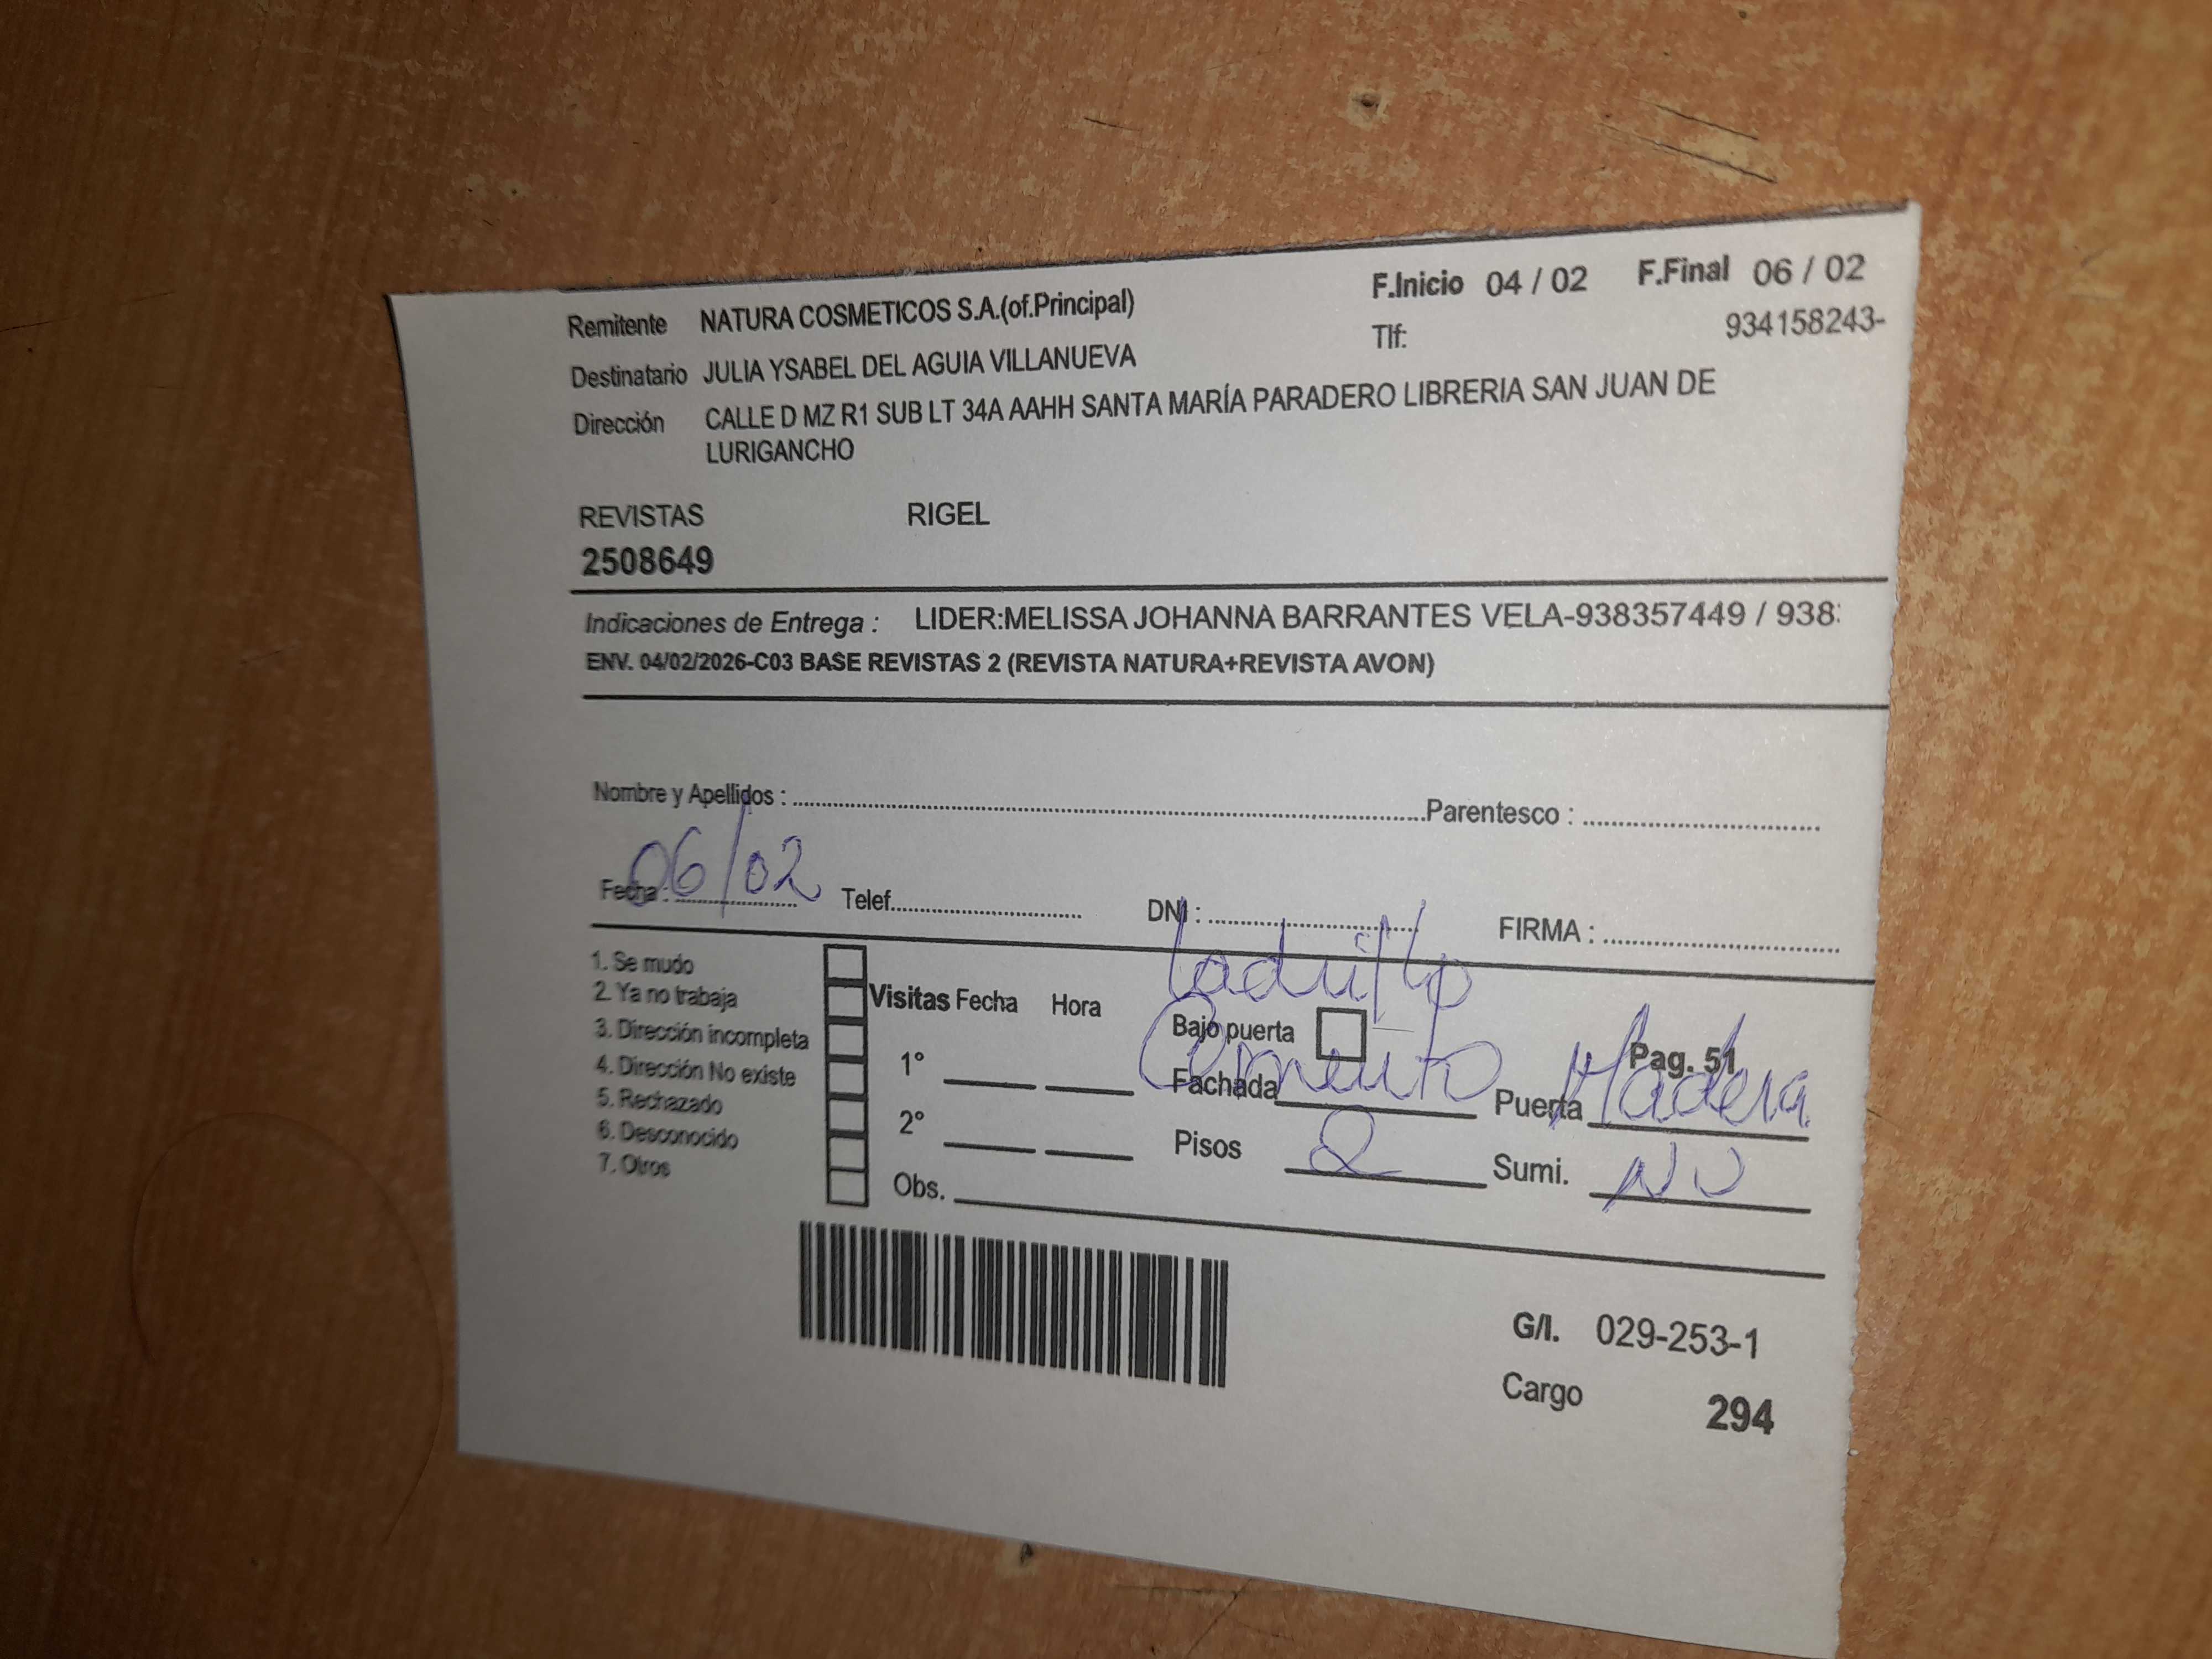 Remitente NATURA COSMETICOS S.A.(of.Principal) F.Inicio 04 / 02 F.Final 06 / 02
Tlf: 934158243-
Destinatario JULIA YSABEL DEL AGUIA VILLANUEVA
Dirección CALLE D MZ R1 SUB LT 34A AAHH SANTA MARÍA PARADERO LIBRERIA SAN JUAN DE
LURIGANCHO
REVISTAS RIGEL
2508649
Indicaciones de Entrega : LIDER:MELISSA JOHANNA BARRANTES VELA-938357449 / 938
ENV. 04/02/2026-C03 BASE REVISTAS 2 (REVISTA NATURA+REVISTA AVON)
Nombre y Apellidos : Parentesco :
Fecha : 06/02 Telef. DNI : FIRMA :
1. Se mudo
2. Ya no trabaja
3. Dirección incompleta
4. Dirección No existe
5. Rechazado
6. Desconocido
7. Otros
Visitas Fecha Hora
1°
2°
Obs.
ladrillo
Bajo puerta
Pag. 51
Fachada Cemento Puerta Madera
Pisos 2 Sumi. NO
G/I. 029-253-1
Cargo 294